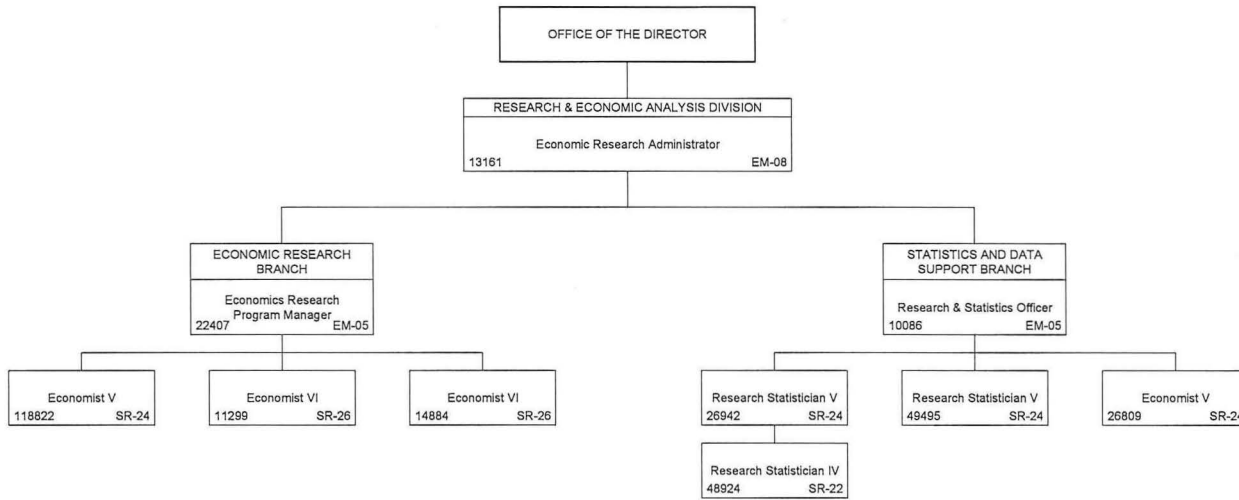 OFFICE OF THE DIRECTOR
RESEARCH & ECONOMIC ANALYSIS DIVISION
Economic Research Administrator
13161 EM-08
ECONOMIC RESEARCH
BRANCH
Economics Research
Program Manager
22407 EM-05
STATISTICS AND DATA
SUPPORT BRANCH
Research & Statistics Officer
10086 EM-05
Economist V
118822 SR-24
Economist VI
11299 SR-26
Economist VI
14884 SR-26
Research Statistician V
26942 SR-24
Research Statistician V
49495 SR-24
Economist V
26809 SR-24
Research Statistician IV
48924 SR-22